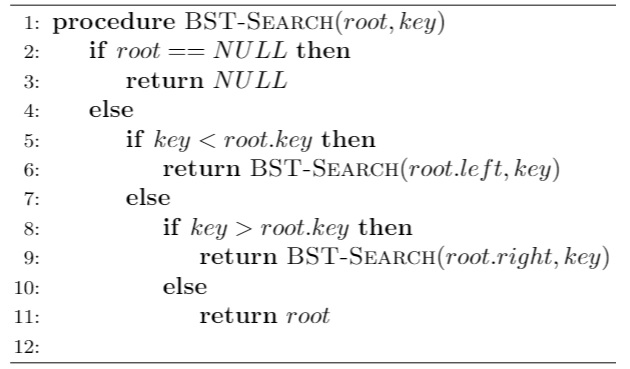 1: procedure BST-SEARCH(root, key)
2: if root == NULL then
3: return NULL
4: else
5: if key < root.key then
6: return BST-SEARCH(root.left, key)
7: else
8: if key > root.key then
9: return BST-SEARCH(root.right, key)
10: else
11: return root
12: